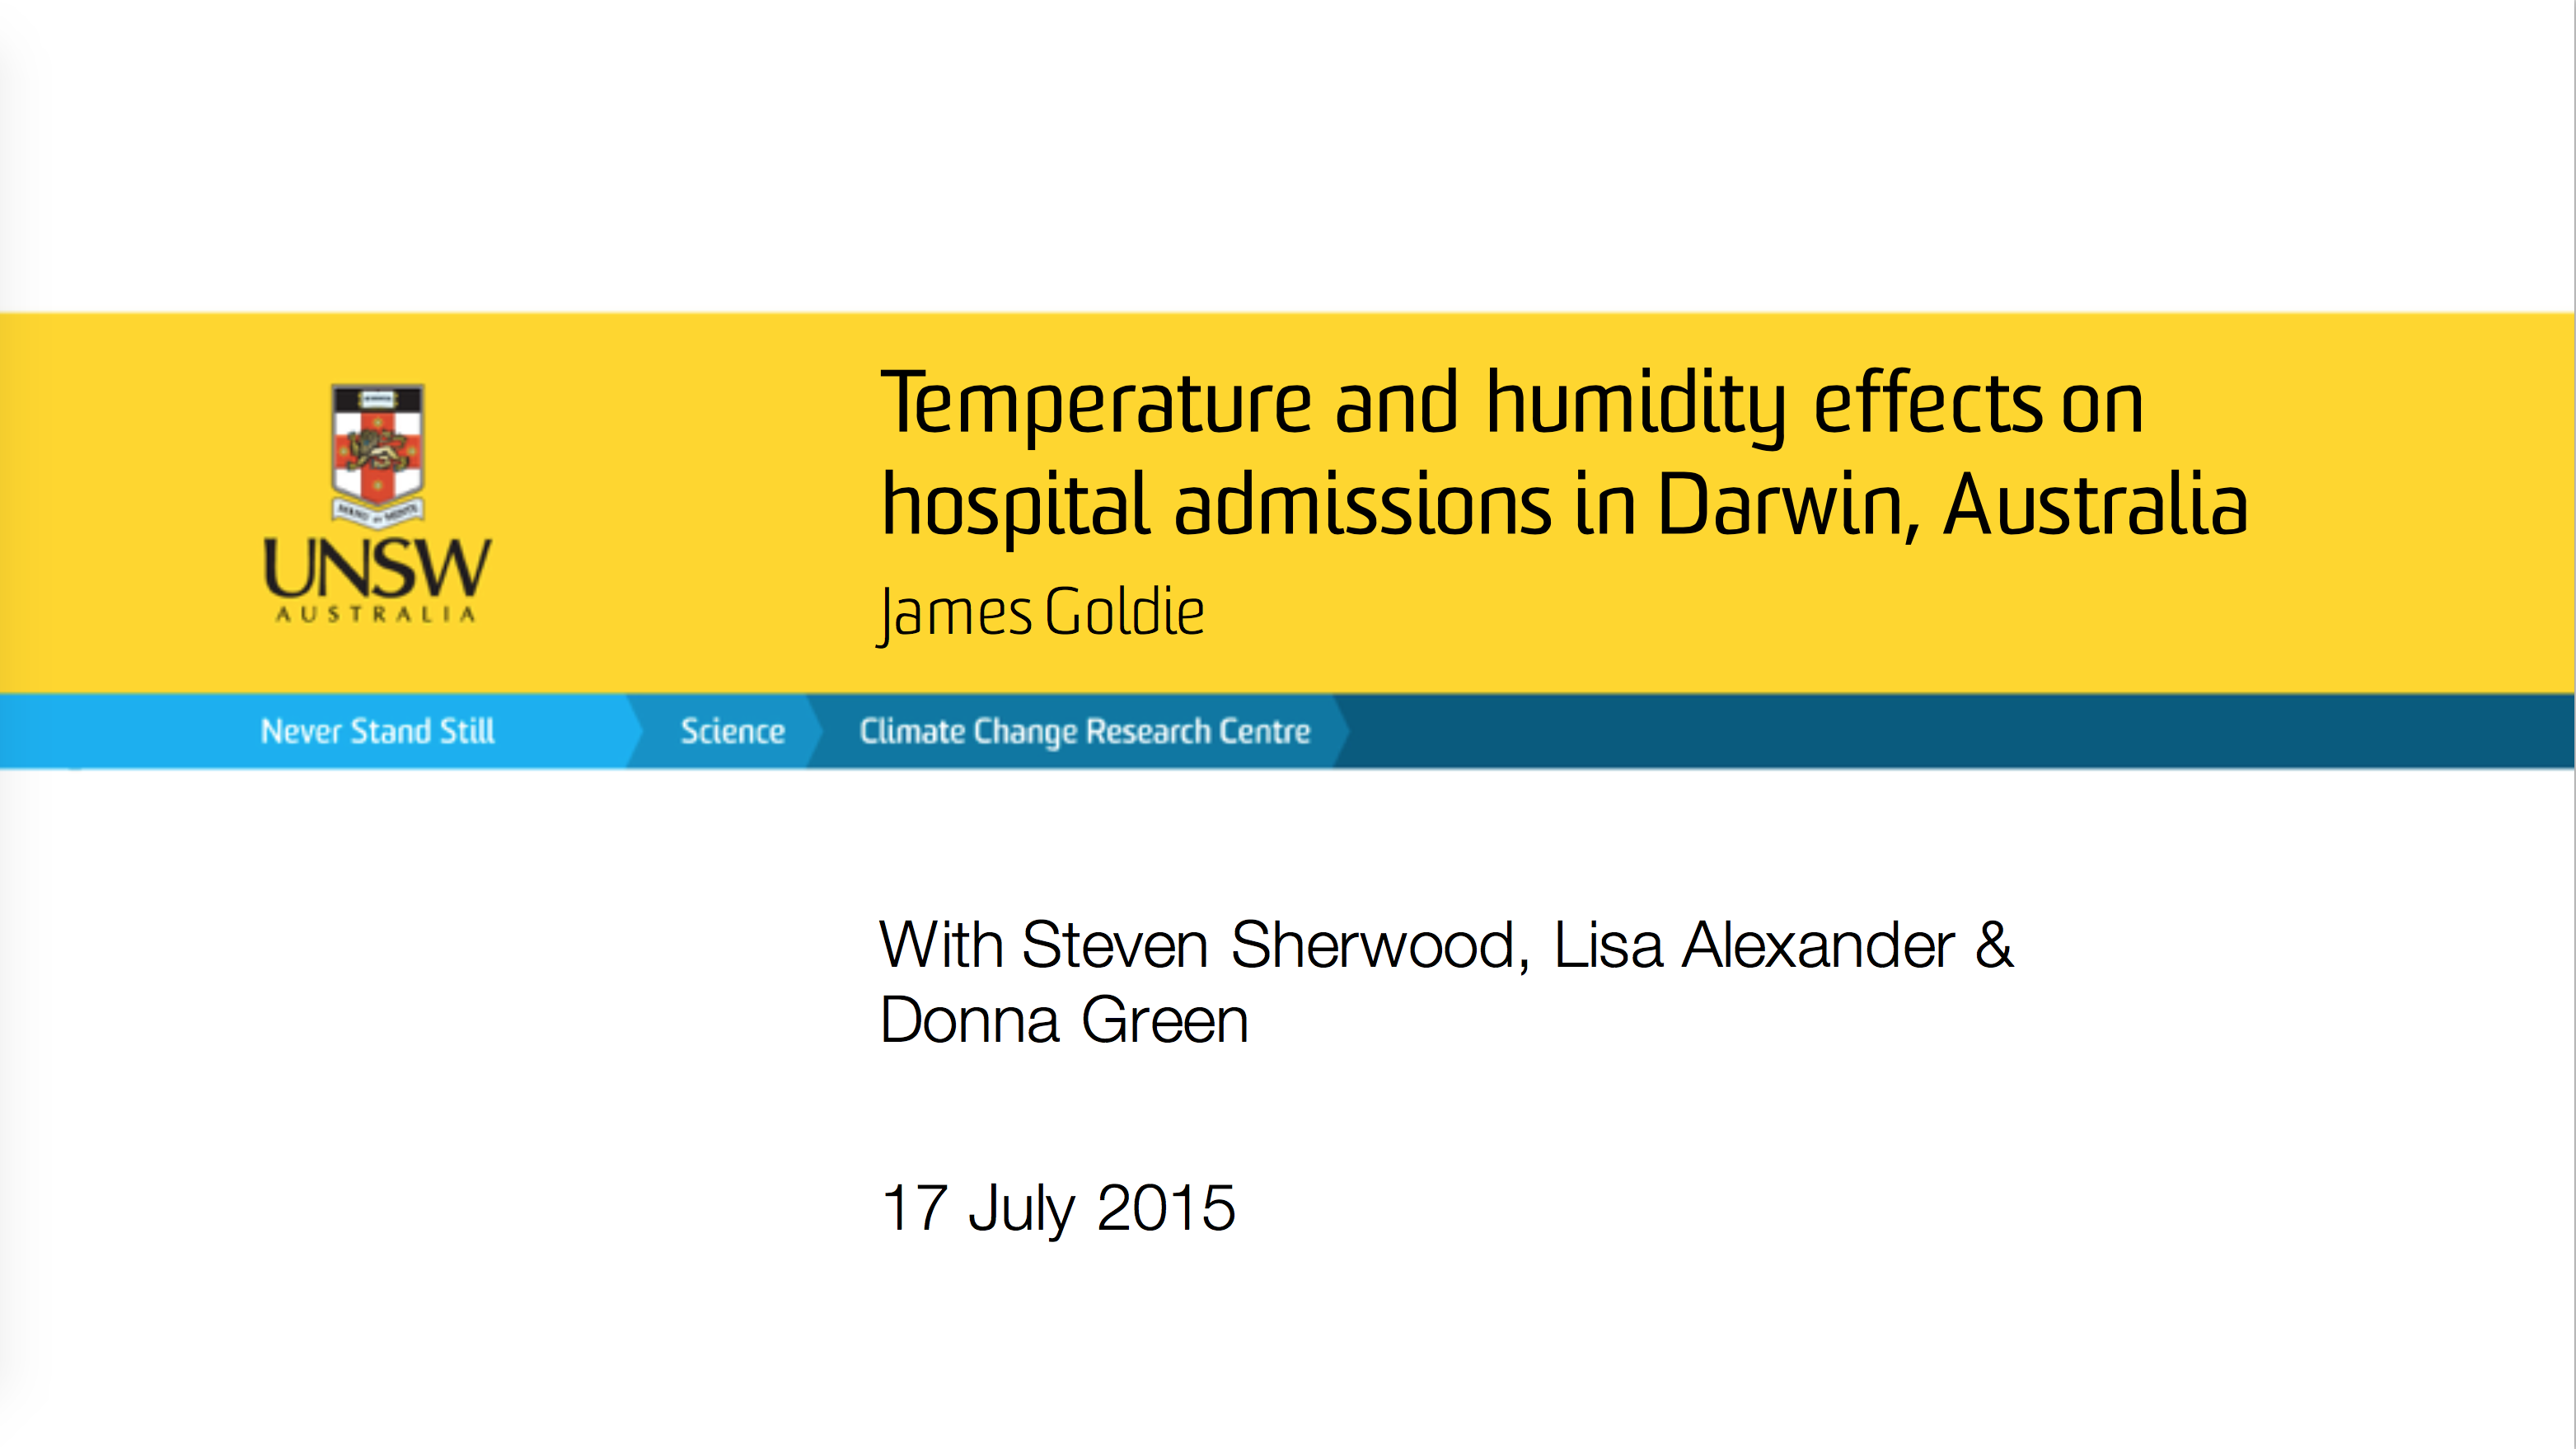 Temperature and humidity effects on
hospital admissions in Darwin, Australia
James Goldie
UNSW
AUSTRALIA
Never Stand Still
Science
Climate Change Research Centre
With Steven Sherwood, Lisa Alexander &
Donna Green
17 July 2015